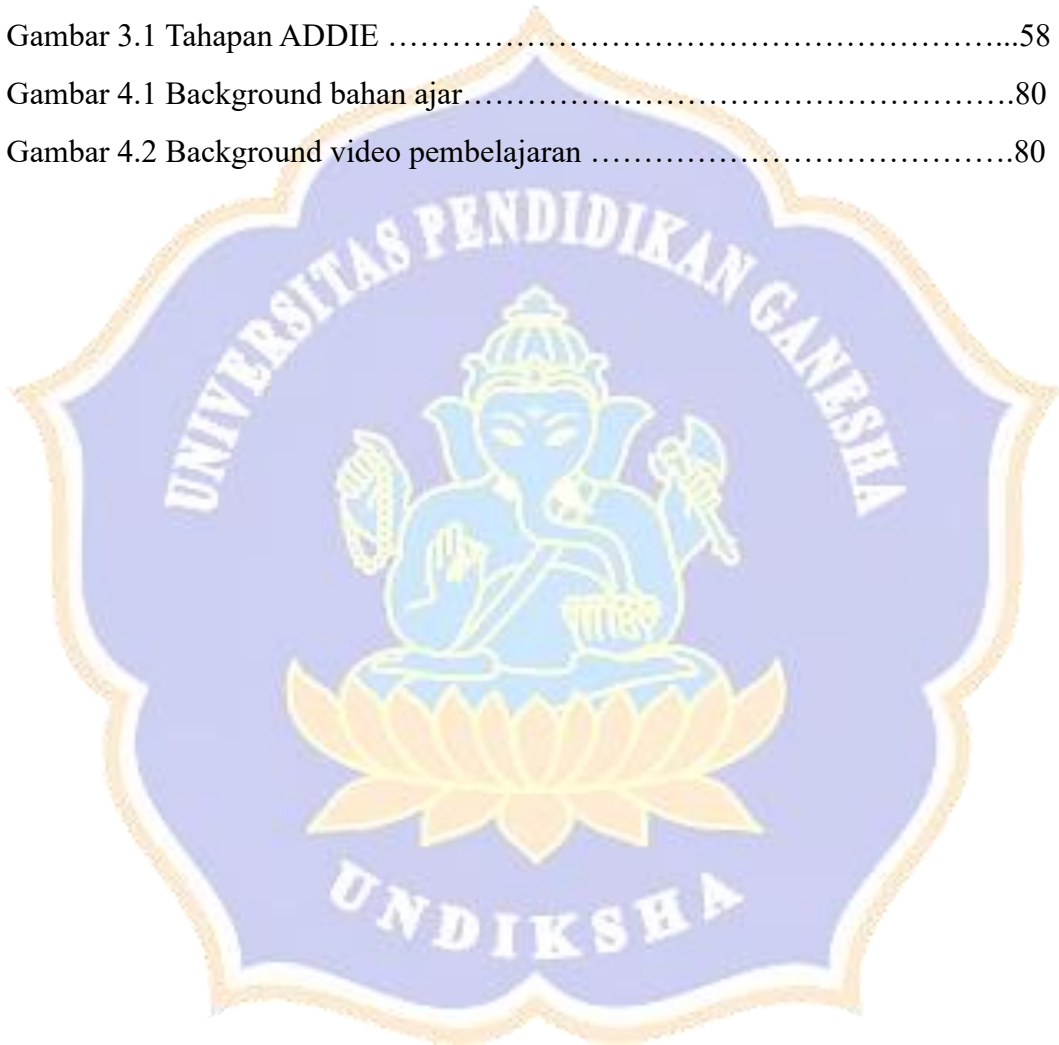 Gambar 3.1 Tahapan ADDIE …………………………………………………...58
Gambar 4.1 Background bahan ajar…………………………………………….80
Gambar 4.2 Background video pembelajaran ………………………………….80
UNIVERSITAS PENDIDIKAN GANESHA
UNDIKSHA